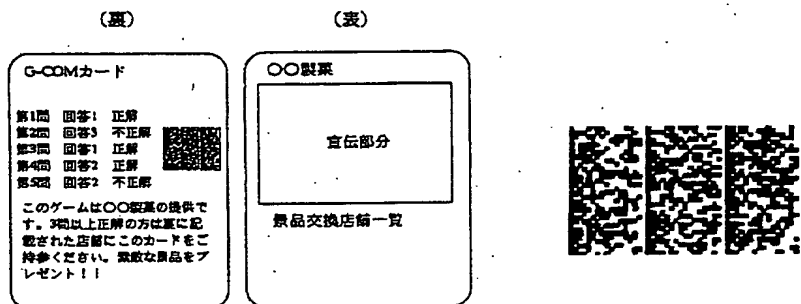 (裏)
(表)
G-COMカード
第1問 回答1 正解
第2問 回答3 不正解
第3問 回答1 正解
第4問 回答2 正解
第5問 回答2 不正解
このゲームは〇〇製菓の提供で
す。3問以上正解の方は裏に記
載された店舗にこのカードをご
持参ください。素敵な景品をプ
レゼント！！
〇〇製菓
宣伝部分
景品交換店舗一覧